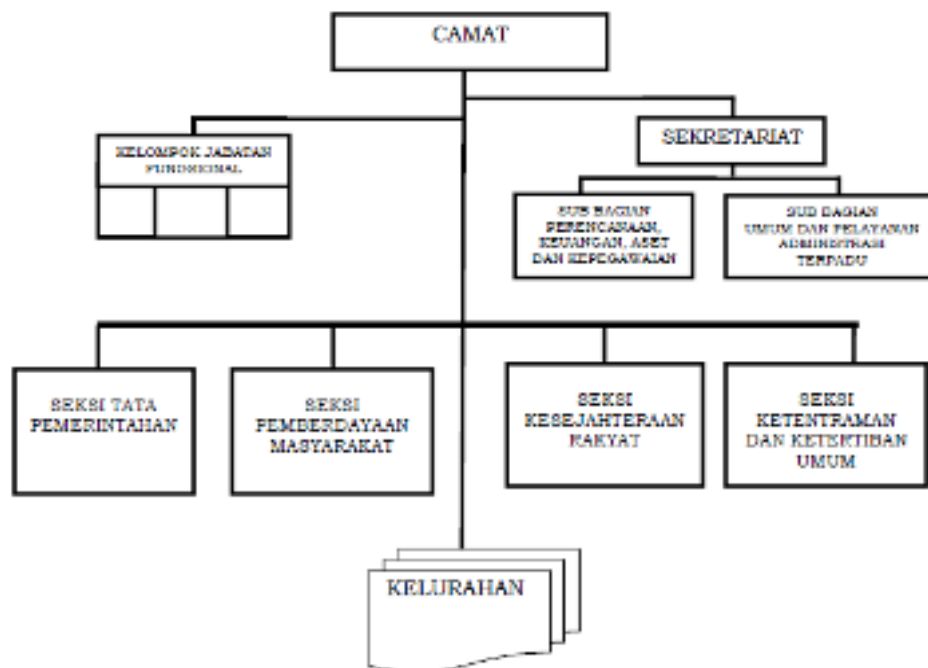 CAMAT
SEKRETARIAT
KELOMPOK JABATAN
FUNGSIONAL
SUB BAGIAN
PERENCANAAN,
KEUANGAN, ASET
DAN KEPEGAWAIAN
SUB BAGIAN
UMUM DAN PELAYANAN
ADMINISTRASI
TERPADU
SEKSI TATA
PEMERINTAHAN
SEKSI
PEMBERDAYAAN
MASYARAKAT
SEKSI
KESEJAHTERAAN
RAKYAT
SEKSI
KETENTRAMAN
DAN KETERTIBAN
UMUM
KELURAHAN